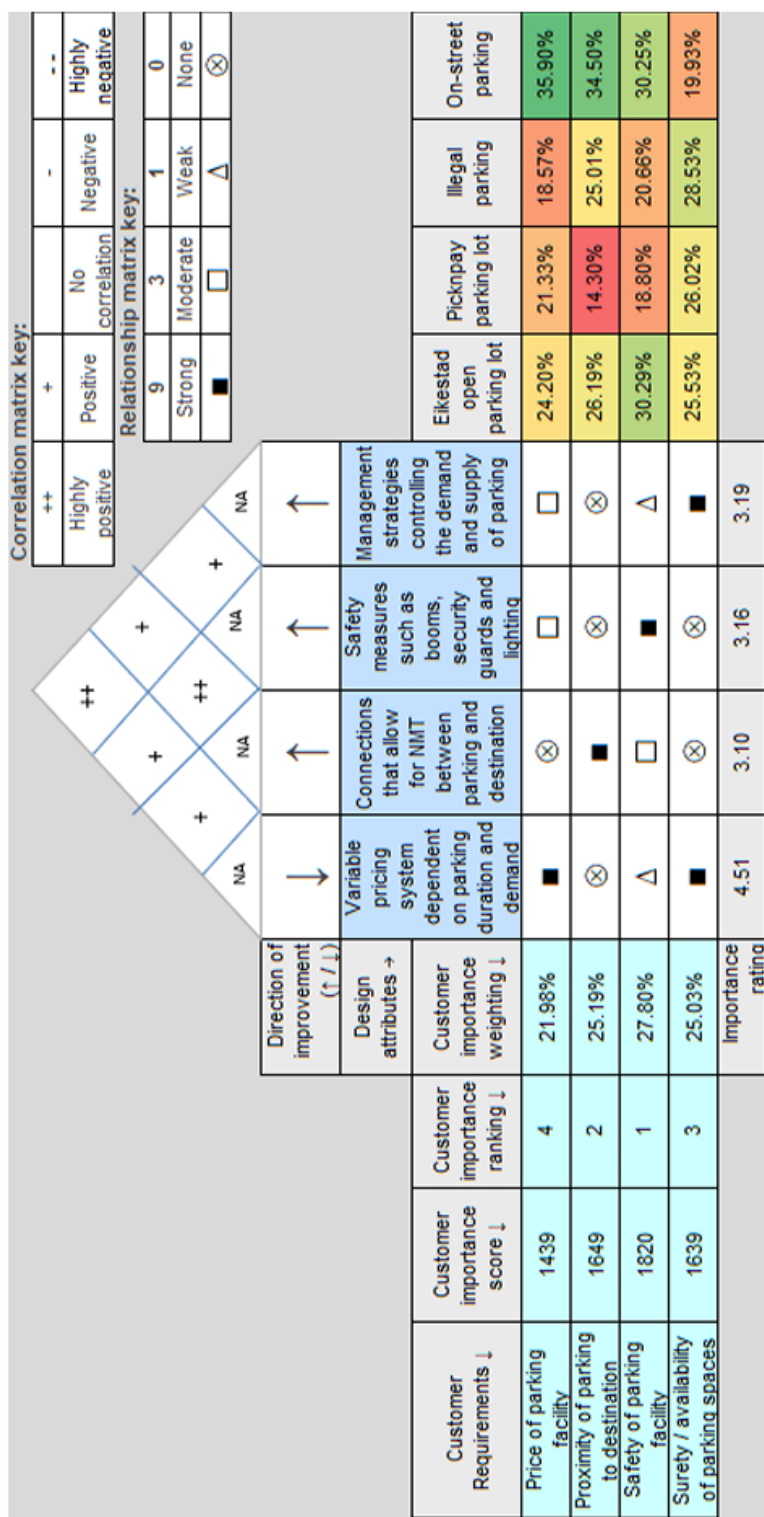 Correlation matrix key:
++ + - - -
Highly positive Positive No correlation Negative Highly negative
Relationship matrix key:
9 3 1 0
Strong Moderate Weak None
■ □ △ ⊗
++
+ +
+ ++ +
NA NA NA NA
Direction of improvement (↑ / ↓) ↓ ↑ ↑ ↑
Design attributes →
Variable pricing system dependent on parking duration and demand
Connections that allow for NMT between parking and destination
Safety measures such as booms, security guards and lighting
Management strategies controlling the demand and supply of parking
Customer Requirements ↓
Customer importance score ↓
Customer importance ranking ↓
Customer importance weighting ↓
Eikestad open parking lot
Picknpay parking lot
Illegal parking
On-street parking
Price of parking facility 1439 4 21.98% ■ ⊗ □ □ 24.20% 21.33% 18.57% 35.90%
Proximity of parking to destination 1649 2 25.19% ⊗ ■ ⊗ ⊗ 26.19% 14.30% 25.01% 34.50%
Safety of parking facility 1820 1 27.80% △ □ ■ △ 30.29% 18.80% 20.66% 30.25%
Surety / availability of parking spaces 1639 3 25.03% ■ ⊗ ⊗ ■ 25.53% 26.02% 28.53% 19.93%
Importance rating 4.51 3.10 3.16 3.19